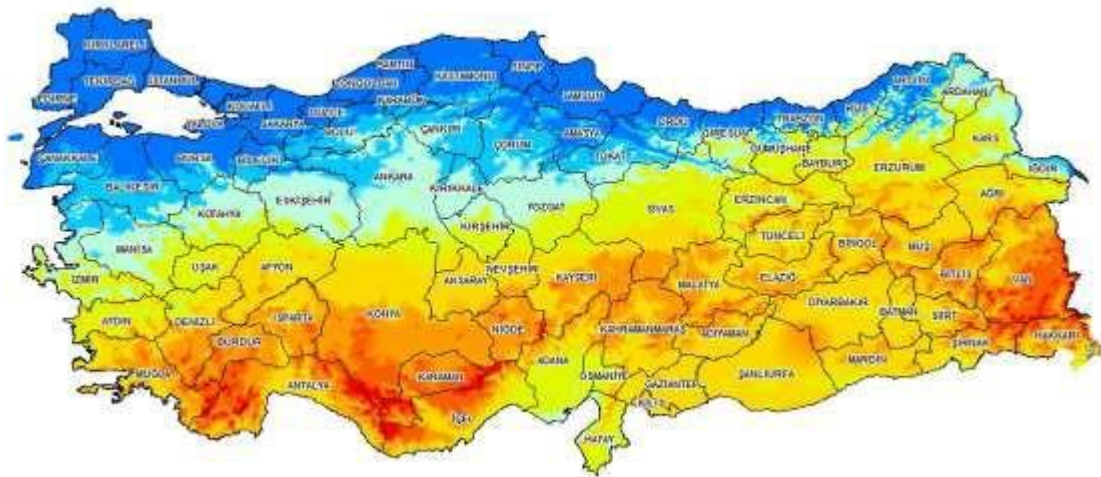 KIRKLARELİ
TEKİRDAĞ
İSTANBUL
EDİRNE
KOCAELİ
YALOVA
SAKARYA
DÜZCE
BOLU
ZONGULDAK
BARTIN
KARABÜK
KASTAMONU
SİNOP
SAMSUN
ORDU
GİRESUN
TRABZON
RİZE
ARTVİN
ARDAHAN
KARS
IĞDIR
AĞRI
ERZURUM
BAYBURT
GÜMÜŞHANE
ÇANAKKALE
BURSA
BİLECİK
BALIKESİR
KÜTAHYA
ESKİŞEHİR
ANKARA
ÇANKIRI
KIRIKKALE
ÇORUM
AMASYA
TOKAT
YOZGAT
SİVAS
ERZİNCAN
TUNCELİ
BİNGÖL
MUŞ
BİTLİS
VAN
MANİSA
İZMİR
UŞAK
AFYON
KIRŞEHİR
NEVŞEHİR
AKSARAY
KAYSERİ
MALATYA
ELAZIĞ
DİYARBAKIR
BATMAN
SİİRT
ŞIRNAK
HAKKARİ
AYDIN
DENİZLİ
ISPARTA
BURDUR
KONYA
NİĞDE
KAHRAMANMARAŞ
ADIYAMAN
MARDİN
MUĞLA
ANTALYA
KARAMAN
İÇEL
ADANA
OSMANİYE
GAZİANTEP
KİLİS
ŞANLIURFA
HATAY